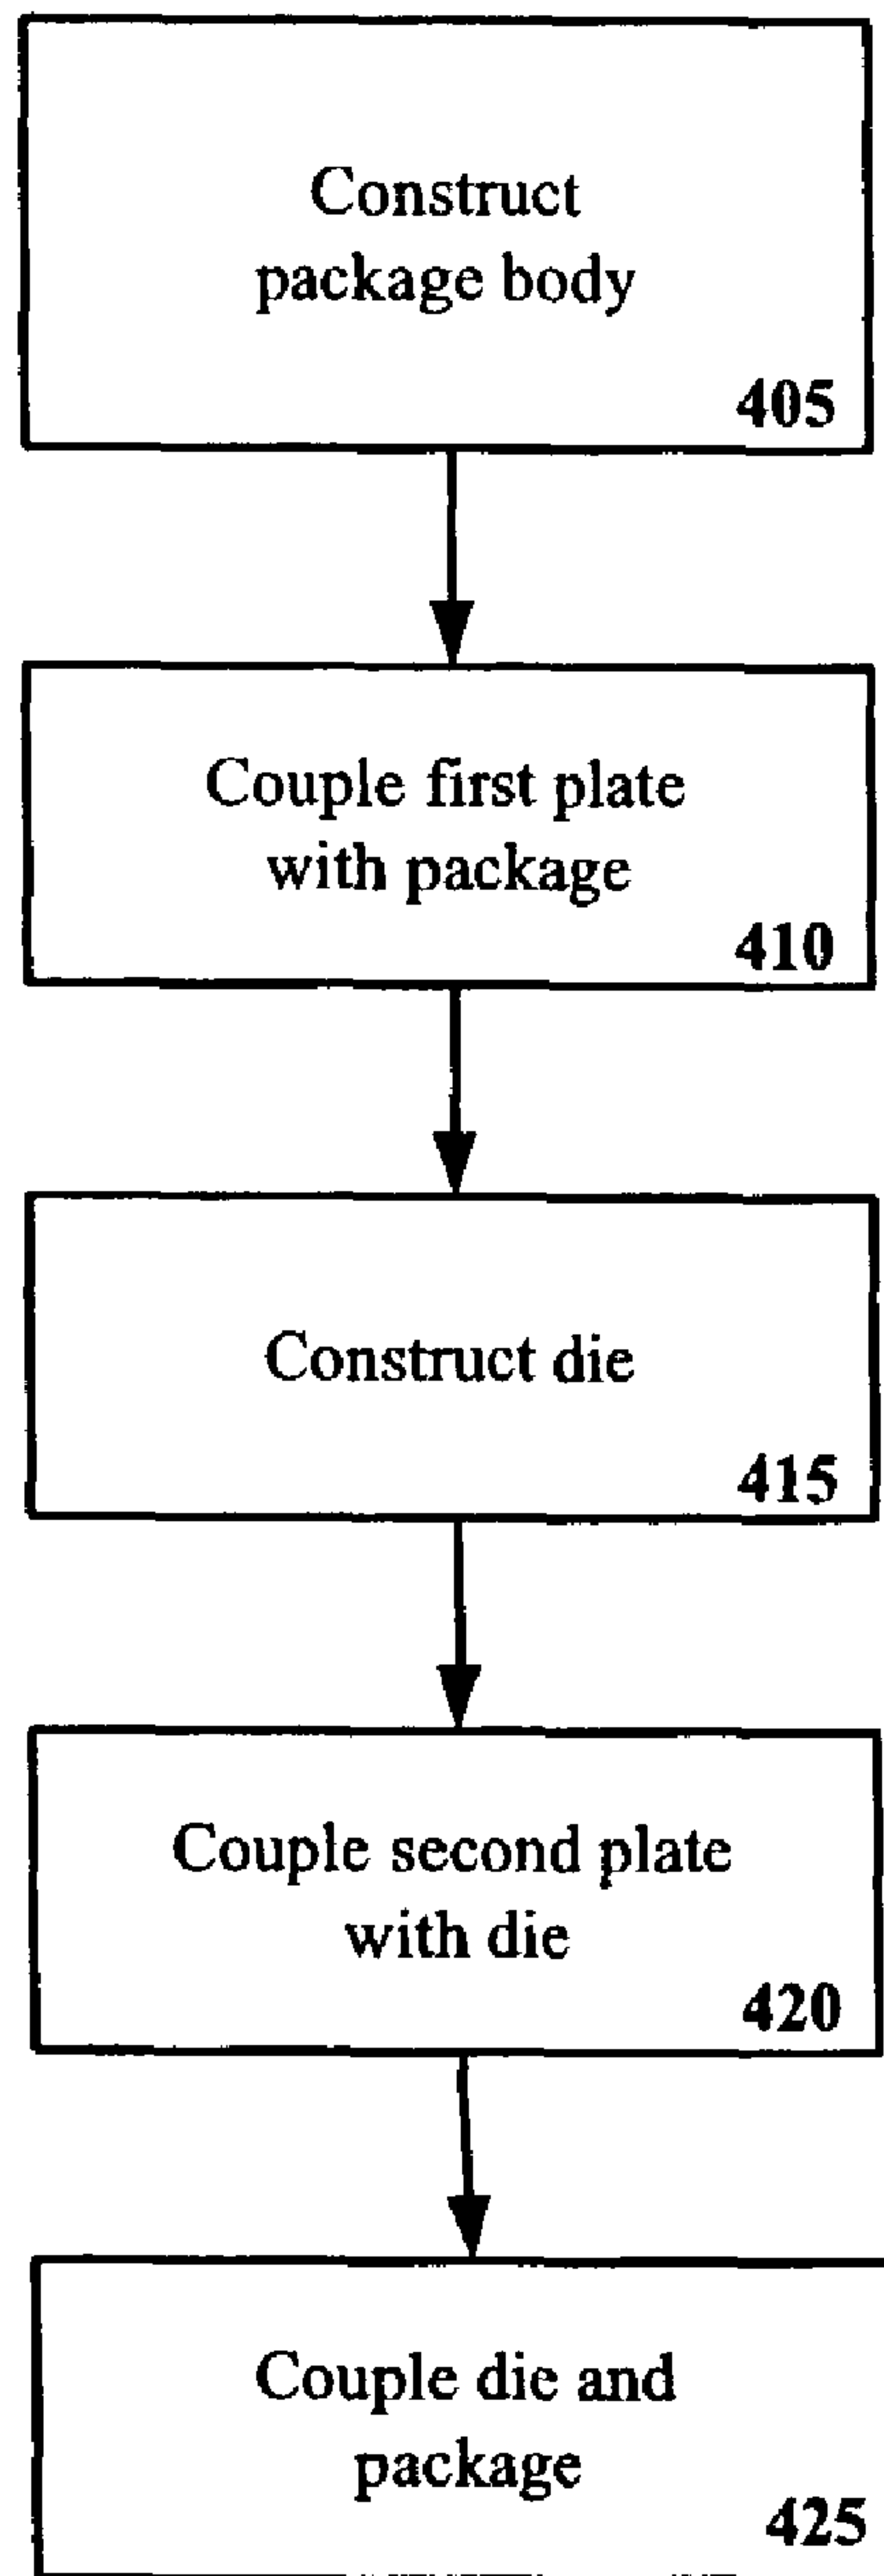 Construct
package body
405
Couple first plate
with package
410
Construct die
415
Couple second plate
with die
420
Couple die and
package
425